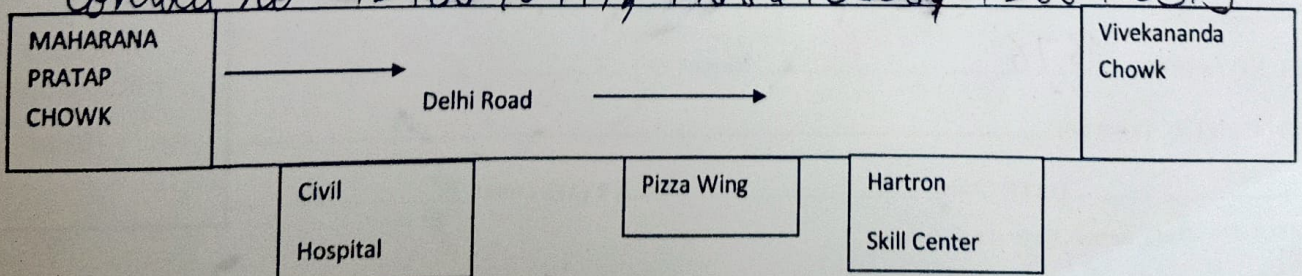 MAHARANA
PRATAP
CHOWK
Delhi Road
Vivekananda
Chowk
Civil
Hospital
Pizza Wing
Hartron
Skill Center